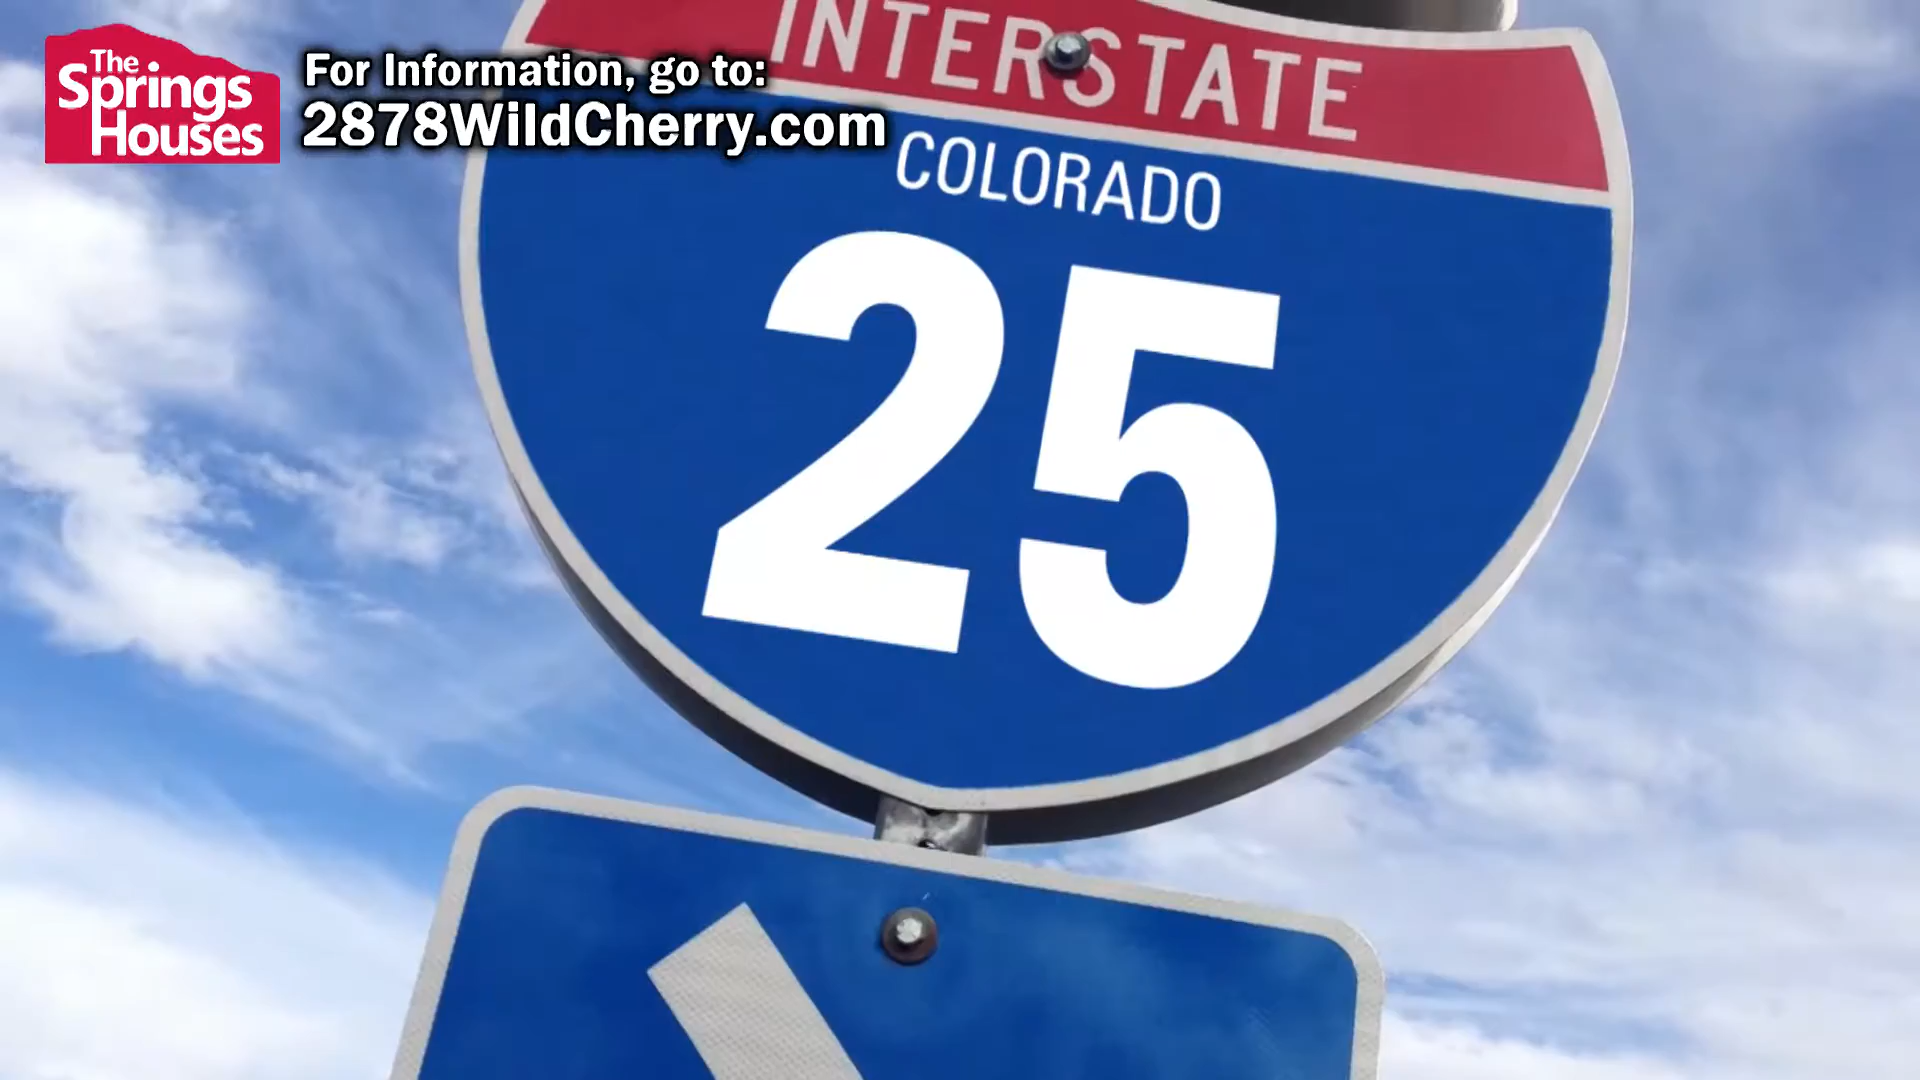 The
Springs
Houses
For Information, go to:
2878WildCherry.com
INTERSTATE
COLORADO
25